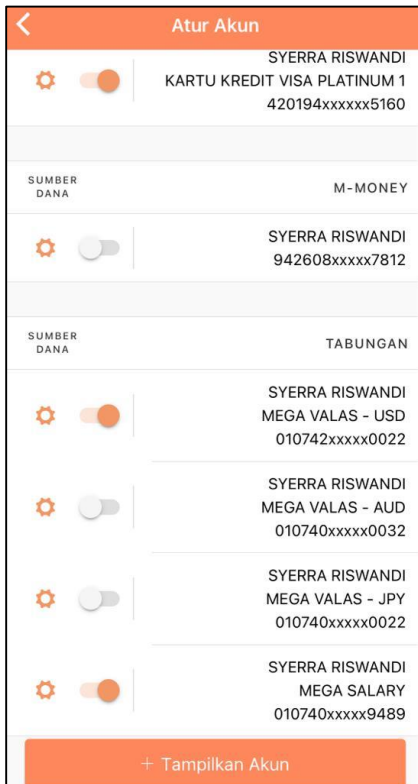 Atur Akun
SYERRA RISWANDI
KARTU KREDIT VISA PLATINUM 1
420194xxxxxx5160
SUMBER
DANA
M-MONEY
SYERRA RISWANDI
942608xxxxx7812
SUMBER
DANA
TABUNGAN
SYERRA RISWANDI
MEGA VALAS - USD
010742xxxxx0022
SYERRA RISWANDI
MEGA VALAS - AUD
010740xxxxx0032
SYERRA RISWANDI
MEGA VALAS - JPY
010740xxxxx0022
SYERRA RISWANDI
MEGA SALARY
010740xxxxx9489
+ Tampilkan Akun